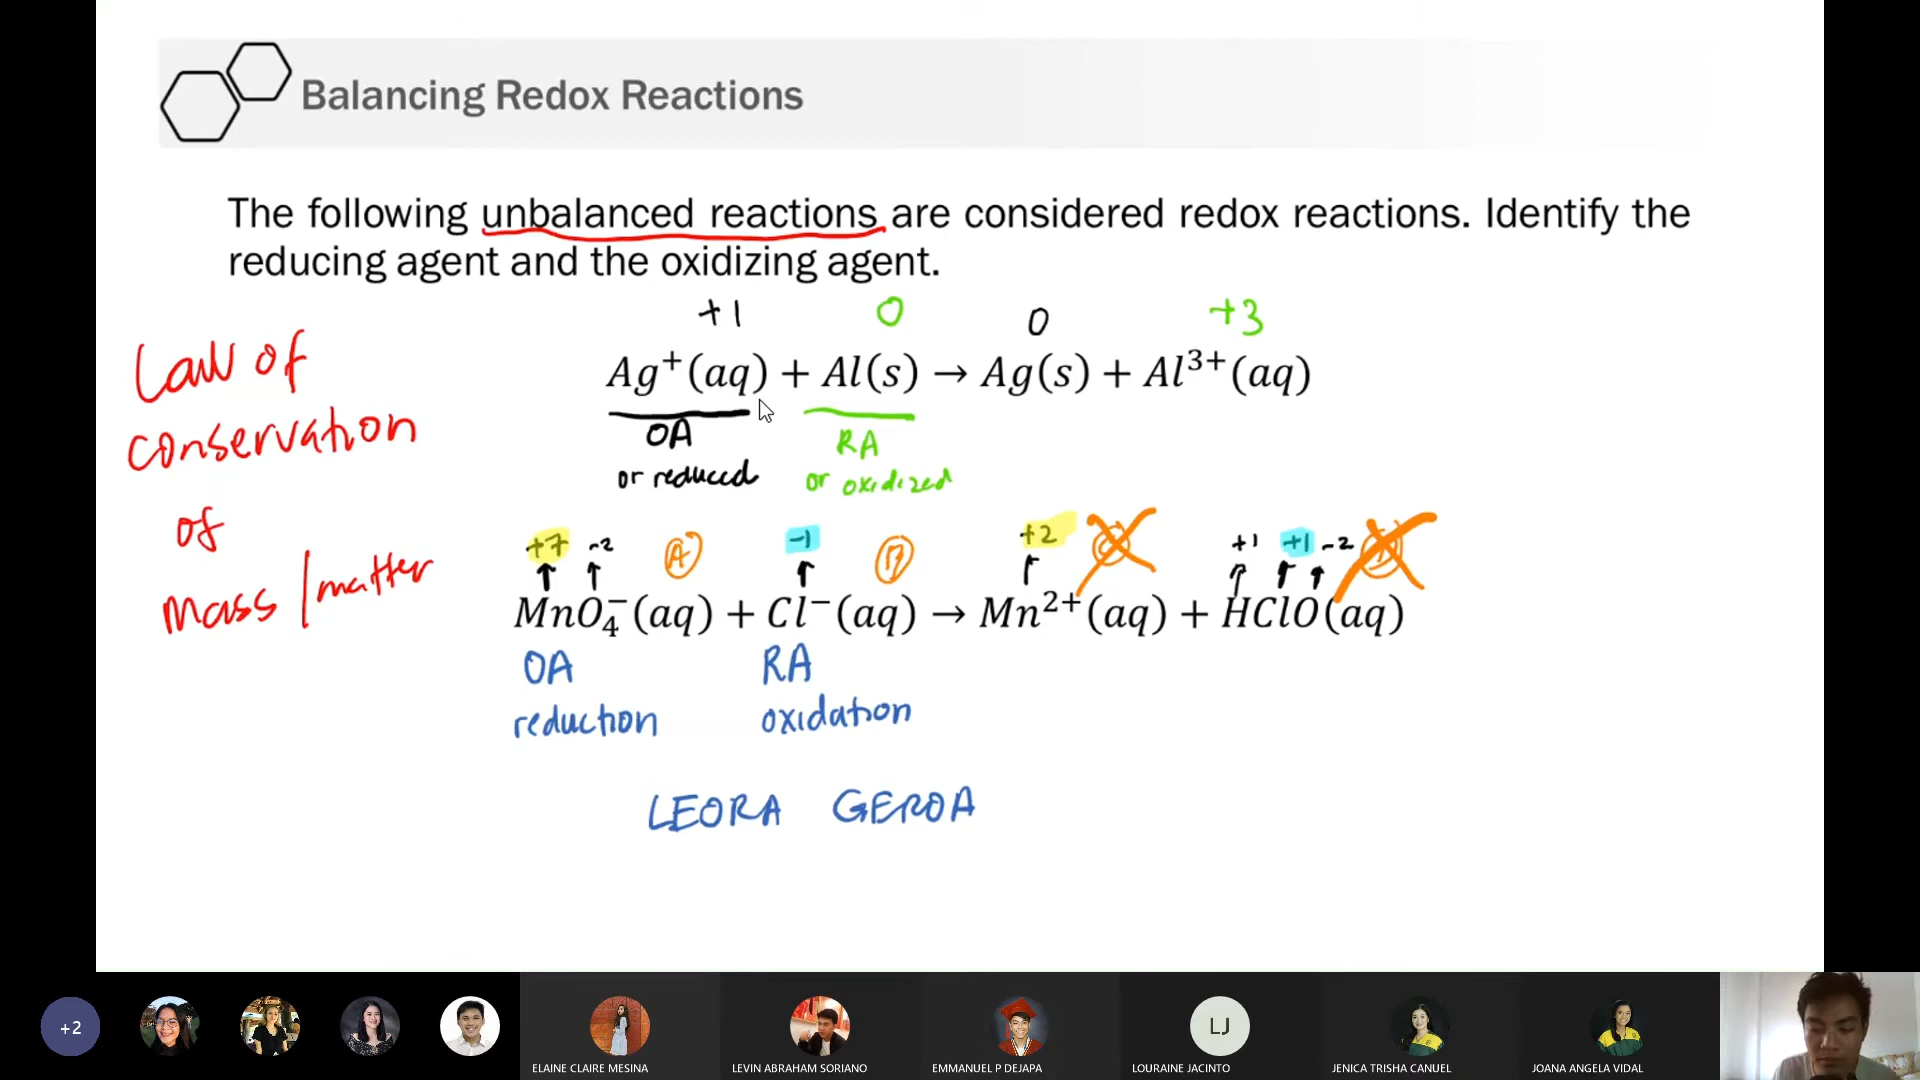 Balancing Redox Reactions
The following unbalanced reactions are considered redox reactions. Identify the
reducing agent and the oxidizing agent.
+1 0 0 +3
Ag⁺(aq) + Al(s) → Ag(s) + Al³⁺(aq)
OA RA
or reduced or oxidized
Law of
conservation
of
mass/matter
+7 -2 A -1 +2 +1 +1 -2
MnO₄⁻(aq) + Cl⁻(aq) → Mn²⁺(aq) + HClO(aq)
OA RA
reduction oxidation
LEORA GEROA
+2
LJ
ELAINE CLAIRE MESINA
LEVIN ABRAHAM SORIANO
EMMANUEL P DEJAPA
LOURAINE JACINTO
JENICA TRISHA CANUEL
JOANA ANGELA VIDAL